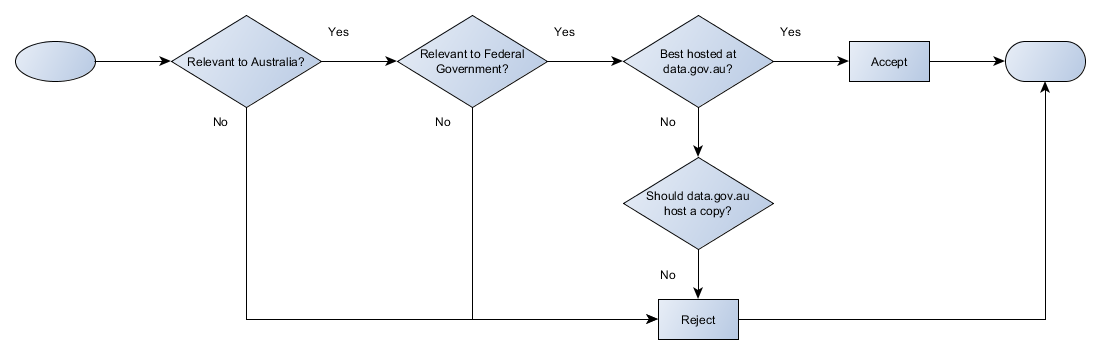 Yes
Yes
Yes
Relevant to Australia?
Relevant to Federal
Government?
Best hosted at
data.gov.au?
Accept
No
No
No
Should data.gov.au
host a copy?
No
Reject